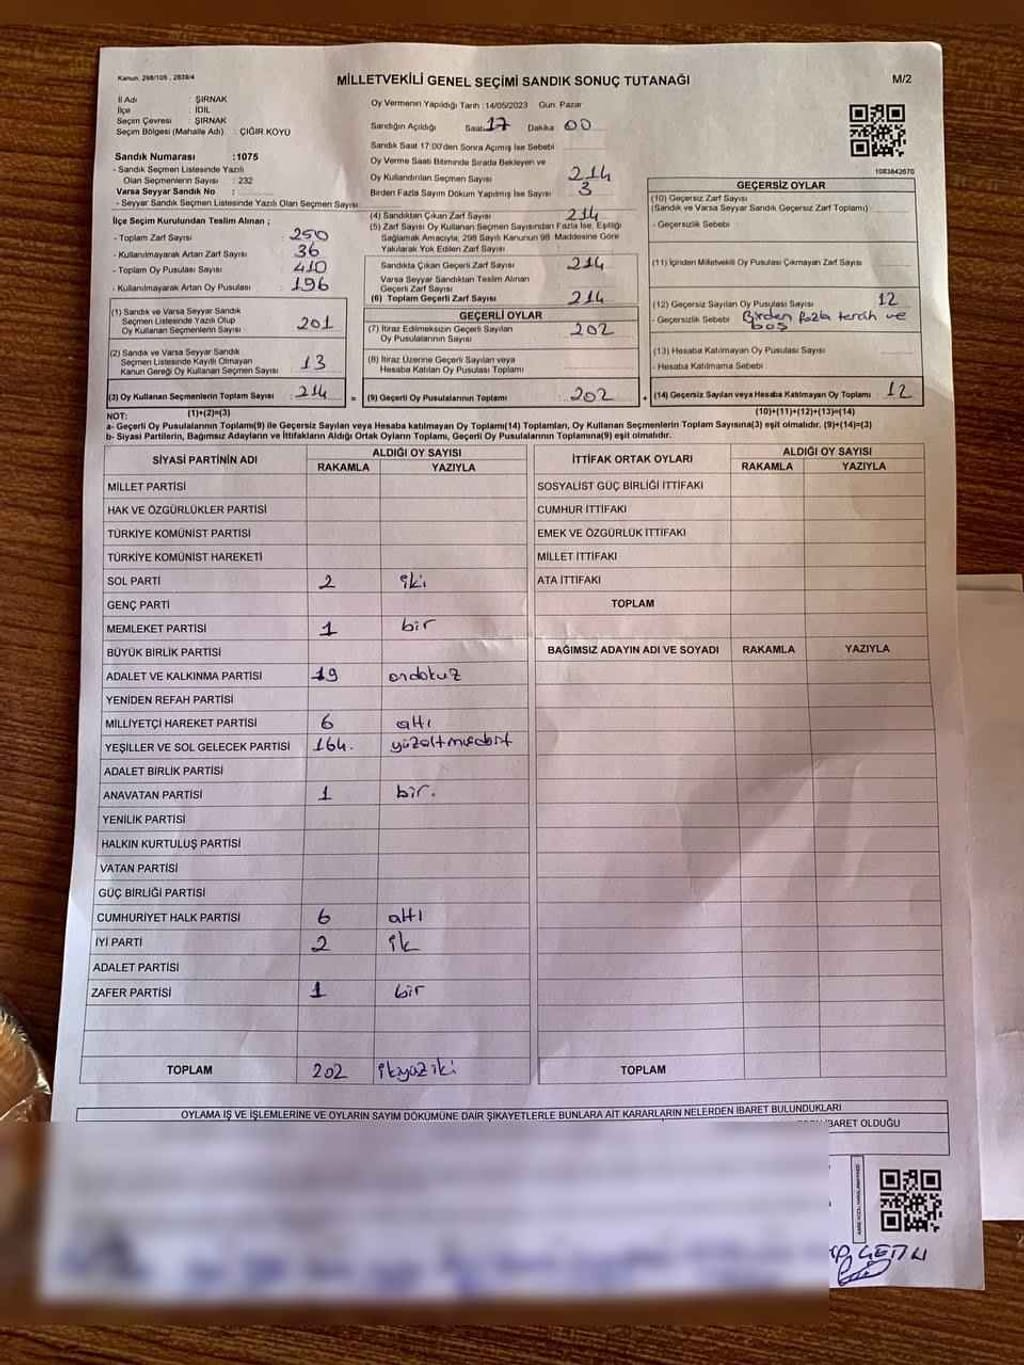 Kanun: 298/105 , 2839/4
MİLLETVEKİLİ GENEL SEÇİMİ SANDIK SONUÇ TUTANAĞI
M/2
İl Adı : ŞIRNAK
İlçe : İDİL
Seçim Çevresi : ŞIRNAK
Seçim Bölgesi (Mahalle Adı) : ÇIĞIR KÖYÜ
Sandık Numarası :1075
- Sandık Seçmen Listesinde Yazılı
Olan Seçmenlerin Sayısı : 232
Varsa Seyyar Sandık No :
- Seyyar Sandık Seçmen Listesinde Yazılı Olan Seçmen Sayısı
İlçe Seçim Kurulundan Teslim Alınan ;
- Toplam Zarf Sayısı : 250
- Kullanılmayarak Artan Zarf Sayısı : 36
- Toplam Oy Pusulası Sayısı : 410
- Kullanılmayarak Artan Oy Pusulası : 196
(1) Sandık ve Varsa Seyyar Sandık
Seçmen Listesinde Yazılı Olup
Oy Kullanan Seçmenlerin Sayısı : 201
(2) Sandık ve Varsa Seyyar Sandık
Seçmen Listesinde Kayıtlı Olmayan
Kanun Gereği Oy Kullanan Seçmen Sayısı : 13
(3) Oy Kullanan Seçmenlerin Toplam Sayısı : 214
Oy Vermenin Yapıldığı Tarih :14/05/2023 Gün: Pazar
Sandığın Açıldığı Saat: 17 Dakika 00
Sandık Saat 17:00'den Sonra Açılmış İse Sebebi
Oy Verme Saati Bitiminde Sırada Bekleyen ve
Oy Kullandırılan Seçmen Sayısı : 214
Birden Fazla Sayım Döküm Yapılmış İse Sayısı : 3
(4) Sandıktan Çıkan Zarf Sayısı : 214
(5) Zarf Sayısı Oy Kullanan Seçmen Sayısından Fazla İse, Eşitliği
Sağlamak Amacıyla, 298 Sayılı Kanunun 98. Maddesine Göre
Yakılarak Yok Edilen Zarf Sayısı
Sandıkta Çıkan Geçerli Zarf Sayısı : 214
Varsa Seyyar Sandıktan Teslim Alınan
Geçerli Zarf Sayısı
(6) Toplam Geçerli Zarf Sayısı : 214
GEÇERLİ OYLAR
(7) İtiraz Edilmeksizin Geçerli Sayılan
Oy Pusulalarının Sayısı : 202
(8) İtiraz Üzerine Geçerli Sayılan veya
Hesaba Katılan Oy Pusulası Toplamı
= (9) Geçerli Oy Pusulalarının Toplamı : 202
1083842670
GEÇERSİZ OYLAR
(10) Geçersiz Zarf Sayısı
(Sandık ve Varsa Seyyar Sandık Geçersiz Zarf Toplamı)
- Geçersizlik Sebebi
(11) İçinden Milletvekili Oy Pusulası Çıkmayan Zarf Sayısı
(12) Geçersiz Sayılan Oy Pusulası Sayısı : 12
- Geçersizlik Sebebi Birden fazla tercih ve
boş
(13) Hesaba Katılmayan Oy Pusulası Sayısı
- Hesaba Katılmama Sebebi
+ (14) Geçersiz Sayılan veya Hesaba Katılmayan Oy Toplamı : 12
NOT: (1)+(2)=(3) (10)+(11)+(12)+(13)=(14)
a- Geçerli Oy Pusulalarının Toplamı(9) ile Geçersiz Sayılan veya Hesaba katılmayan Oy Toplamı(14) Toplamları, Oy Kullanan Seçmenlerin Toplam Sayısına(3) eşit olmalıdır. (9)+(14)=(3)
b- Siyasi Partilerin, Bağımsız Adayların ve İttifakların Aldığı Ortak Oyların Toplamı, Geçerli Oy Pusulalarının Toplamına(9) eşit olmalıdır.
SİYASİ PARTİNİN ADI ALDIĞI OY SAYISI
RAKAMLA YAZIYLA
MİLLET PARTİSİ
HAK VE ÖZGÜRLÜKLER PARTİSİ
TÜRKİYE KOMÜNİST PARTİSİ
TÜRKİYE KOMÜNİST HAREKETİ
SOL PARTİ 2 iki
GENÇ PARTİ
MEMLEKET PARTİSİ 1 bir
BÜYÜK BİRLİK PARTİSİ
ADALET VE KALKINMA PARTİSİ 19 ondokuz
YENİDEN REFAH PARTİSİ
MİLLİYETÇİ HAREKET PARTİSİ 6 altı
YEŞİLLER VE SOL GELECEK PARTİSİ 164. yüzaltmıdört
ADALET BİRLİK PARTİSİ
ANAVATAN PARTİSİ 1 bir.
YENİLİK PARTİSİ
HALKIN KURTULUŞ PARTİSİ
VATAN PARTİSİ
GÜÇ BİRLİĞİ PARTİSİ
CUMHURİYET HALK PARTİSİ 6 altı
İYİ PARTİ 2 ik
ADALET PARTİSİ
ZAFER PARTİSİ 1 bir
TOPLAM 202 ikyüziki
İTTİFAK ORTAK OYLARI ALDIĞI OY SAYISI
RAKAMLA YAZIYLA
SOSYALİST GÜÇ BİRLİĞİ İTTİFAKI
CUMHUR İTTİFAKI
EMEK VE ÖZGÜRLÜK İTTİFAKI
MİLLET İTTİFAKI
ATA İTTİFAKI
TOPLAM
BAĞIMSIZ ADAYIN ADI VE SOYADI RAKAMLA YAZIYLA
TOPLAM
OYLAMA İŞ VE İŞLEMLERİNE VE OYLARIN SAYIM DÖKÜMÜNE DAİR ŞİKAYETLERLE BUNLARA AİT KARARLARIN NELERDEN İBARET BULUNDUKLARI
İBARET OLDUĞU